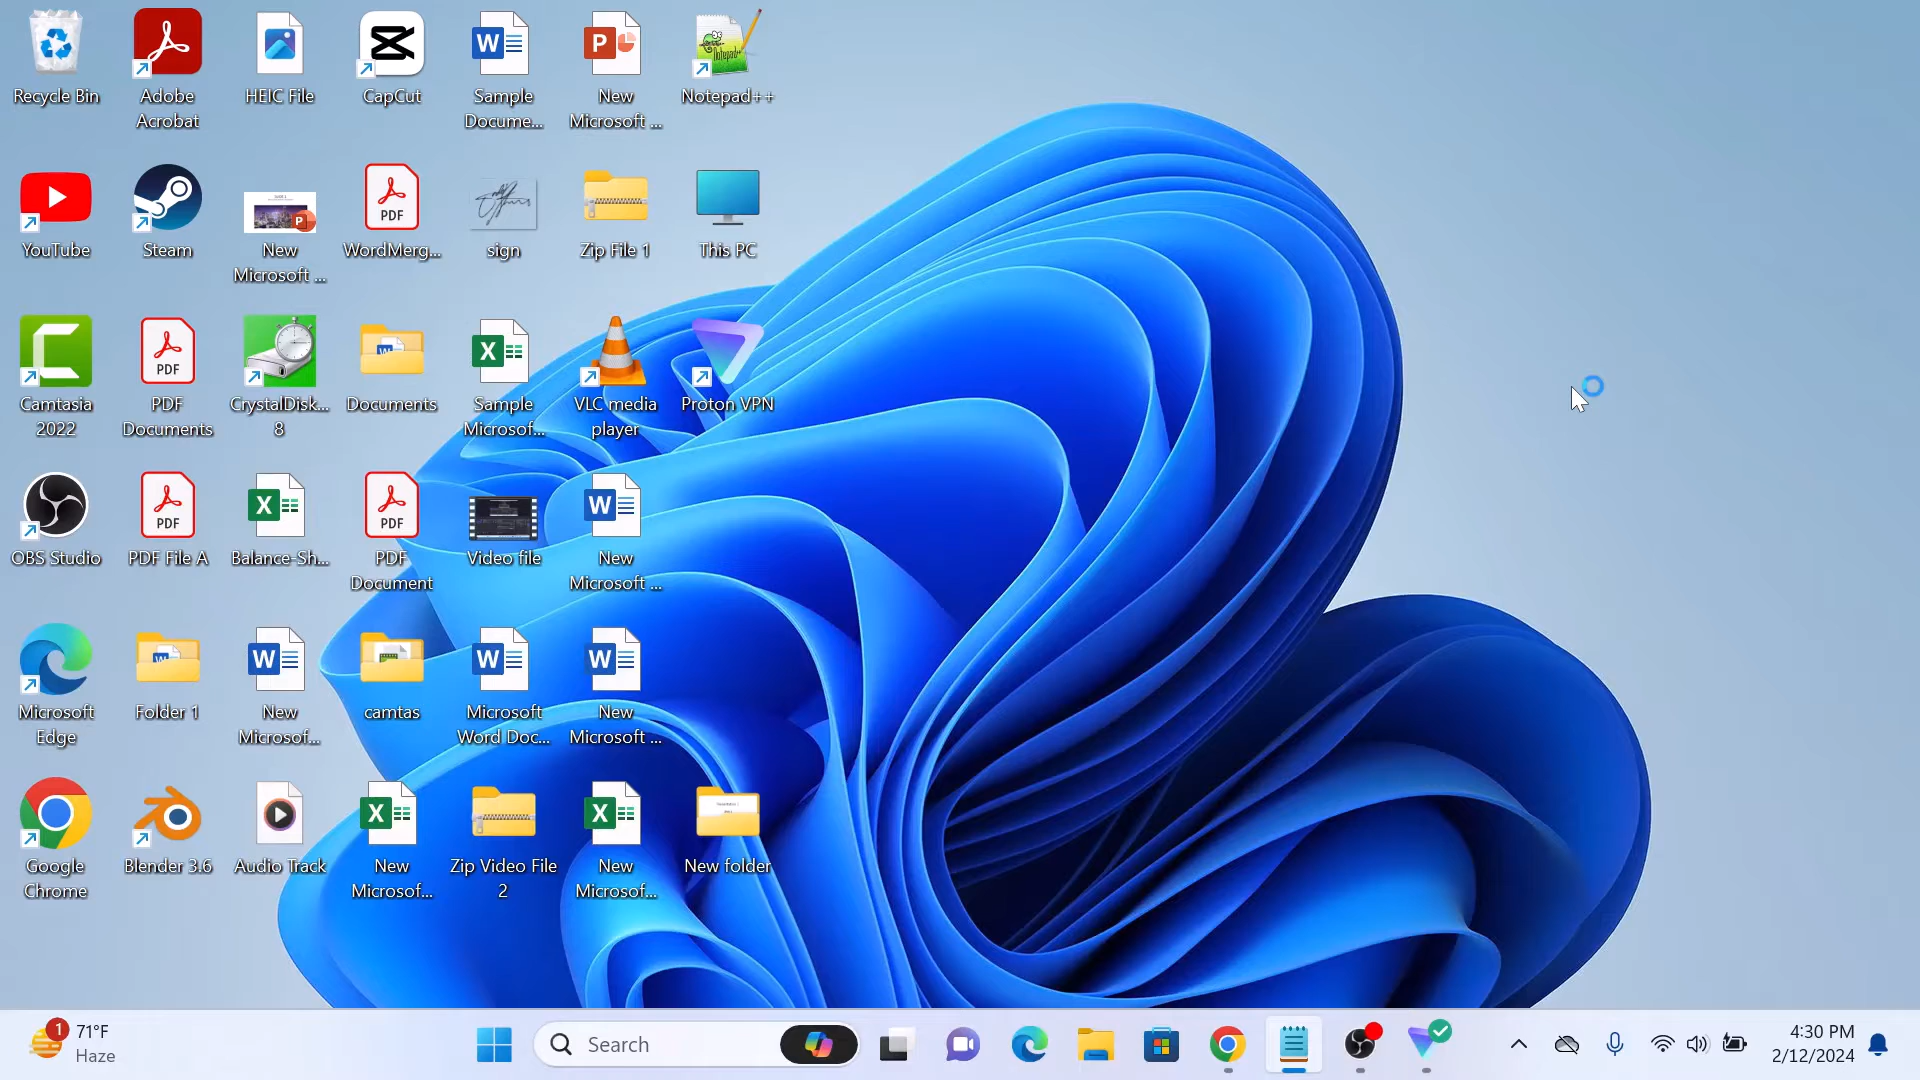 Recycle Bin
Adobe
Acrobat
HEIC File
CapCut
Sample
Docume...
New
Microsoft ...
Notepad++
YouTube
Steam
New
Microsoft ...
PDF
WordMerg...
sign
Zip File 1
This PC
Camtasia
2022
PDF
PDF
Documents
CrystalDisk...
8
Documents
Sample
Microsof...
VLC media
player
Proton VPN
OBS Studio
PDF
PDF File A
Balance-Sh...
PDF
PDF
Document
Video file
New
Microsoft ...
Microsoft
Edge
Folder 1
New
Microsof...
camtas
Microsoft
Word Doc...
New
Microsoft ...
Google
Chrome
Blender 3.6
Audio Track
New
Microsof...
Zip Video File
2
New
Microsof...
New folder
1
71°F
Haze
Search
4:30 PM
2/12/2024